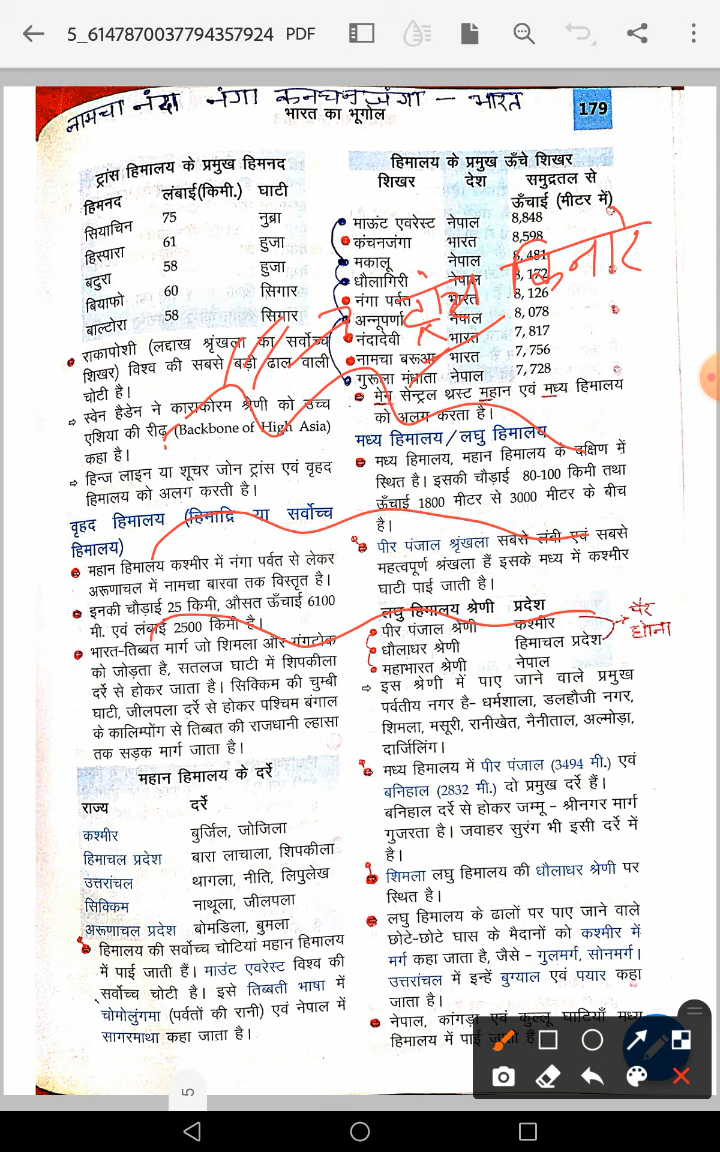 5_6147870037794357924 PDF
नामचा नंदा नंगा कनचनजंगा – भारत
भारत का भूगोल
179
ट्रांस हिमालय के प्रमुख हिमनद
हिमनद लंबाई(किमी.) घाटी
सियाचिन 75 नुब्रा
हिस्पारा 61 हुजा
बटुरा 58 हुजा
बियाफो 60 सिगार
बाल्टोरा 58 सिगार
राकापोशी (लद्दाख श्रृंखला का सर्वोच्च
शिखर) विश्व की सबसे बड़ी ढाल वाली
चोटी है।
स्वेन हैडेन ने काराकोरम श्रेणी को उच्च
एशिया की रीढ़ (Backbone of High Asia)
कहा है।
हिन्ज लाइन या शूचर जोन ट्रांस एवं वृहद
हिमालय को अलग करती है।
वृहद हिमालय (हिमाद्रि या सर्वोच्च
हिमालय)
महान हिमालय कश्मीर में नंगा पर्वत से लेकर
अरूणाचल में नामचा बारवा तक विस्तृत है।
इनकी चौड़ाई 25 किमी, औसत ऊँचाई 6100
मी. एवं लंबाई 2500 किमी है।
भारत-तिब्बत मार्ग जो शिमला और गंगटोक
को जोड़ता है, सतलज घाटी में शिपकीला
दर्रे से होकर जाता है। सिक्किम की चुम्बी
घाटी, जीलपला दर्रे से होकर पश्चिम बंगाल
के कालिम्पोंग से तिब्बत की राजधानी ल्हासा
तक सड़क मार्ग जाता है।
महान हिमालय के दर्रे
राज्य दर्रे
कश्मीर बुर्जिल, जोजिला
हिमाचल प्रदेश बारा लाचाला, शिपकीला
उत्तरांचल थागला, नीति, लिपुलेख
सिक्किम नाथूला, जीलपला
अरूणाचल प्रदेश बोमडिला, बुमला
हिमालय की सर्वोच्च चोटियां महान हिमालय
में पाई जाती हैं। माउंट एवरेस्ट विश्व की
सर्वोच्च चोटी है। इसे तिब्बती भाषा में
चोमोलुंगमा (पर्वतों की रानी) एवं नेपाल में
सागरमाथा कहा जाता है।
हिमालय के प्रमुख ऊँचे शिखर
शिखर देश समुद्रतल से
ऊँचाई (मीटर में)
माऊंट एवरेस्ट नेपाल 8,848
कंचनजंगा भारत 8,598
मकालू नेपाल 8,481
धौलागिरी नेपाल 8,172
नंगा पर्वत भारत 8,126
अन्नूपर्णा नेपाल 8,078
नंदादेवी भारत 7,817
नामचा बरूआ भारत 7,756
गुरूला मंधाता नेपाल 7,728
ट्रांस किनारे
मेन सेन्ट्रल थ्रस्ट महान एवं मध्य हिमालय
को अलग करता है।
मध्य हिमालय/लघु हिमालय
मध्य हिमालय, महान हिमालय के दक्षिण में
स्थित है। इसकी चौड़ाई 80-100 किमी तथा
ऊँचाई 1800 मीटर से 3000 मीटर के बीच
है।
पीर पंजाल श्रृंखला सबसे लंबी एवं सबसे
महत्वपूर्ण श्रंखला हैं इसके मध्य में कश्मीर
घाटी पाई जाती है।
लघु हिमालय श्रेणी प्रदेश
पीर पंजाल श्रेणी कश्मीर
धौलाधर श्रेणी हिमाचल प्रदेश
महाभारत श्रेणी नेपाल
पैर
धोना
इस श्रेणी में पाए जाने वाले प्रमुख
पर्वतीय नगर है– धर्मशाला, डलहौजी नगर,
शिमला, मसूरी, रानीखेत, नैनीताल, अल्मोड़ा,
दार्जिलिंग।
मध्य हिमालय में पीर पंजाल (3494 मी.) एवं
बनिहाल (2832 मी.) दो प्रमुख दर्रे हैं।
बनिहाल दर्रे से होकर जम्मू – श्रीनगर मार्ग
गुजरता है। जवाहर सुरंग भी इसी दर्रे में
है।
शिमला लघु हिमालय की धौलाधर श्रेणी पर
स्थित है।
लघु हिमालय के ढालों पर पाए जाने वाले
छोटे-छोटे घास के मैदानों को कश्मीर में
मर्ग कहा जाता है, जैसे – गुलमर्ग, सोनमर्ग।
उत्तरांचल में इन्हें बुग्याल एवं पयार कहा
जाता है।
नेपाल, कांगड़ा एवं कुल्लू घाटियाँ मध्य
हिमालय में पाई जाती हैं
5